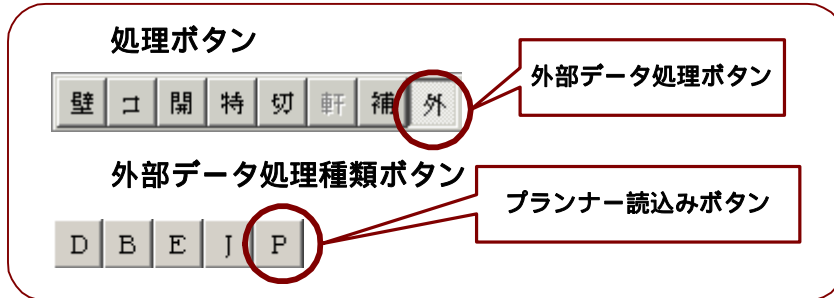 処理ボタン
外部データ処理ボタン
壁 コ 開 特 切 軒 補 外
外部データ処理種類ボタン
プランナー読込みボタン
D B E J P